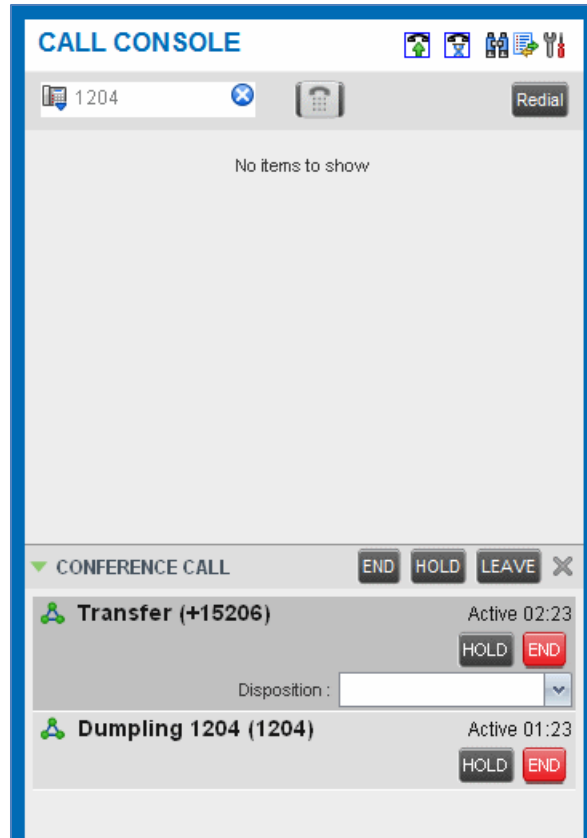 CALL CONSOLE
1204
Redial
No items to show
CONFERENCE CALL END HOLD LEAVE
Transfer (+15206) Active 02:23
HOLD END
Disposition :
Dumpling 1204 (1204) Active 01:23
HOLD END